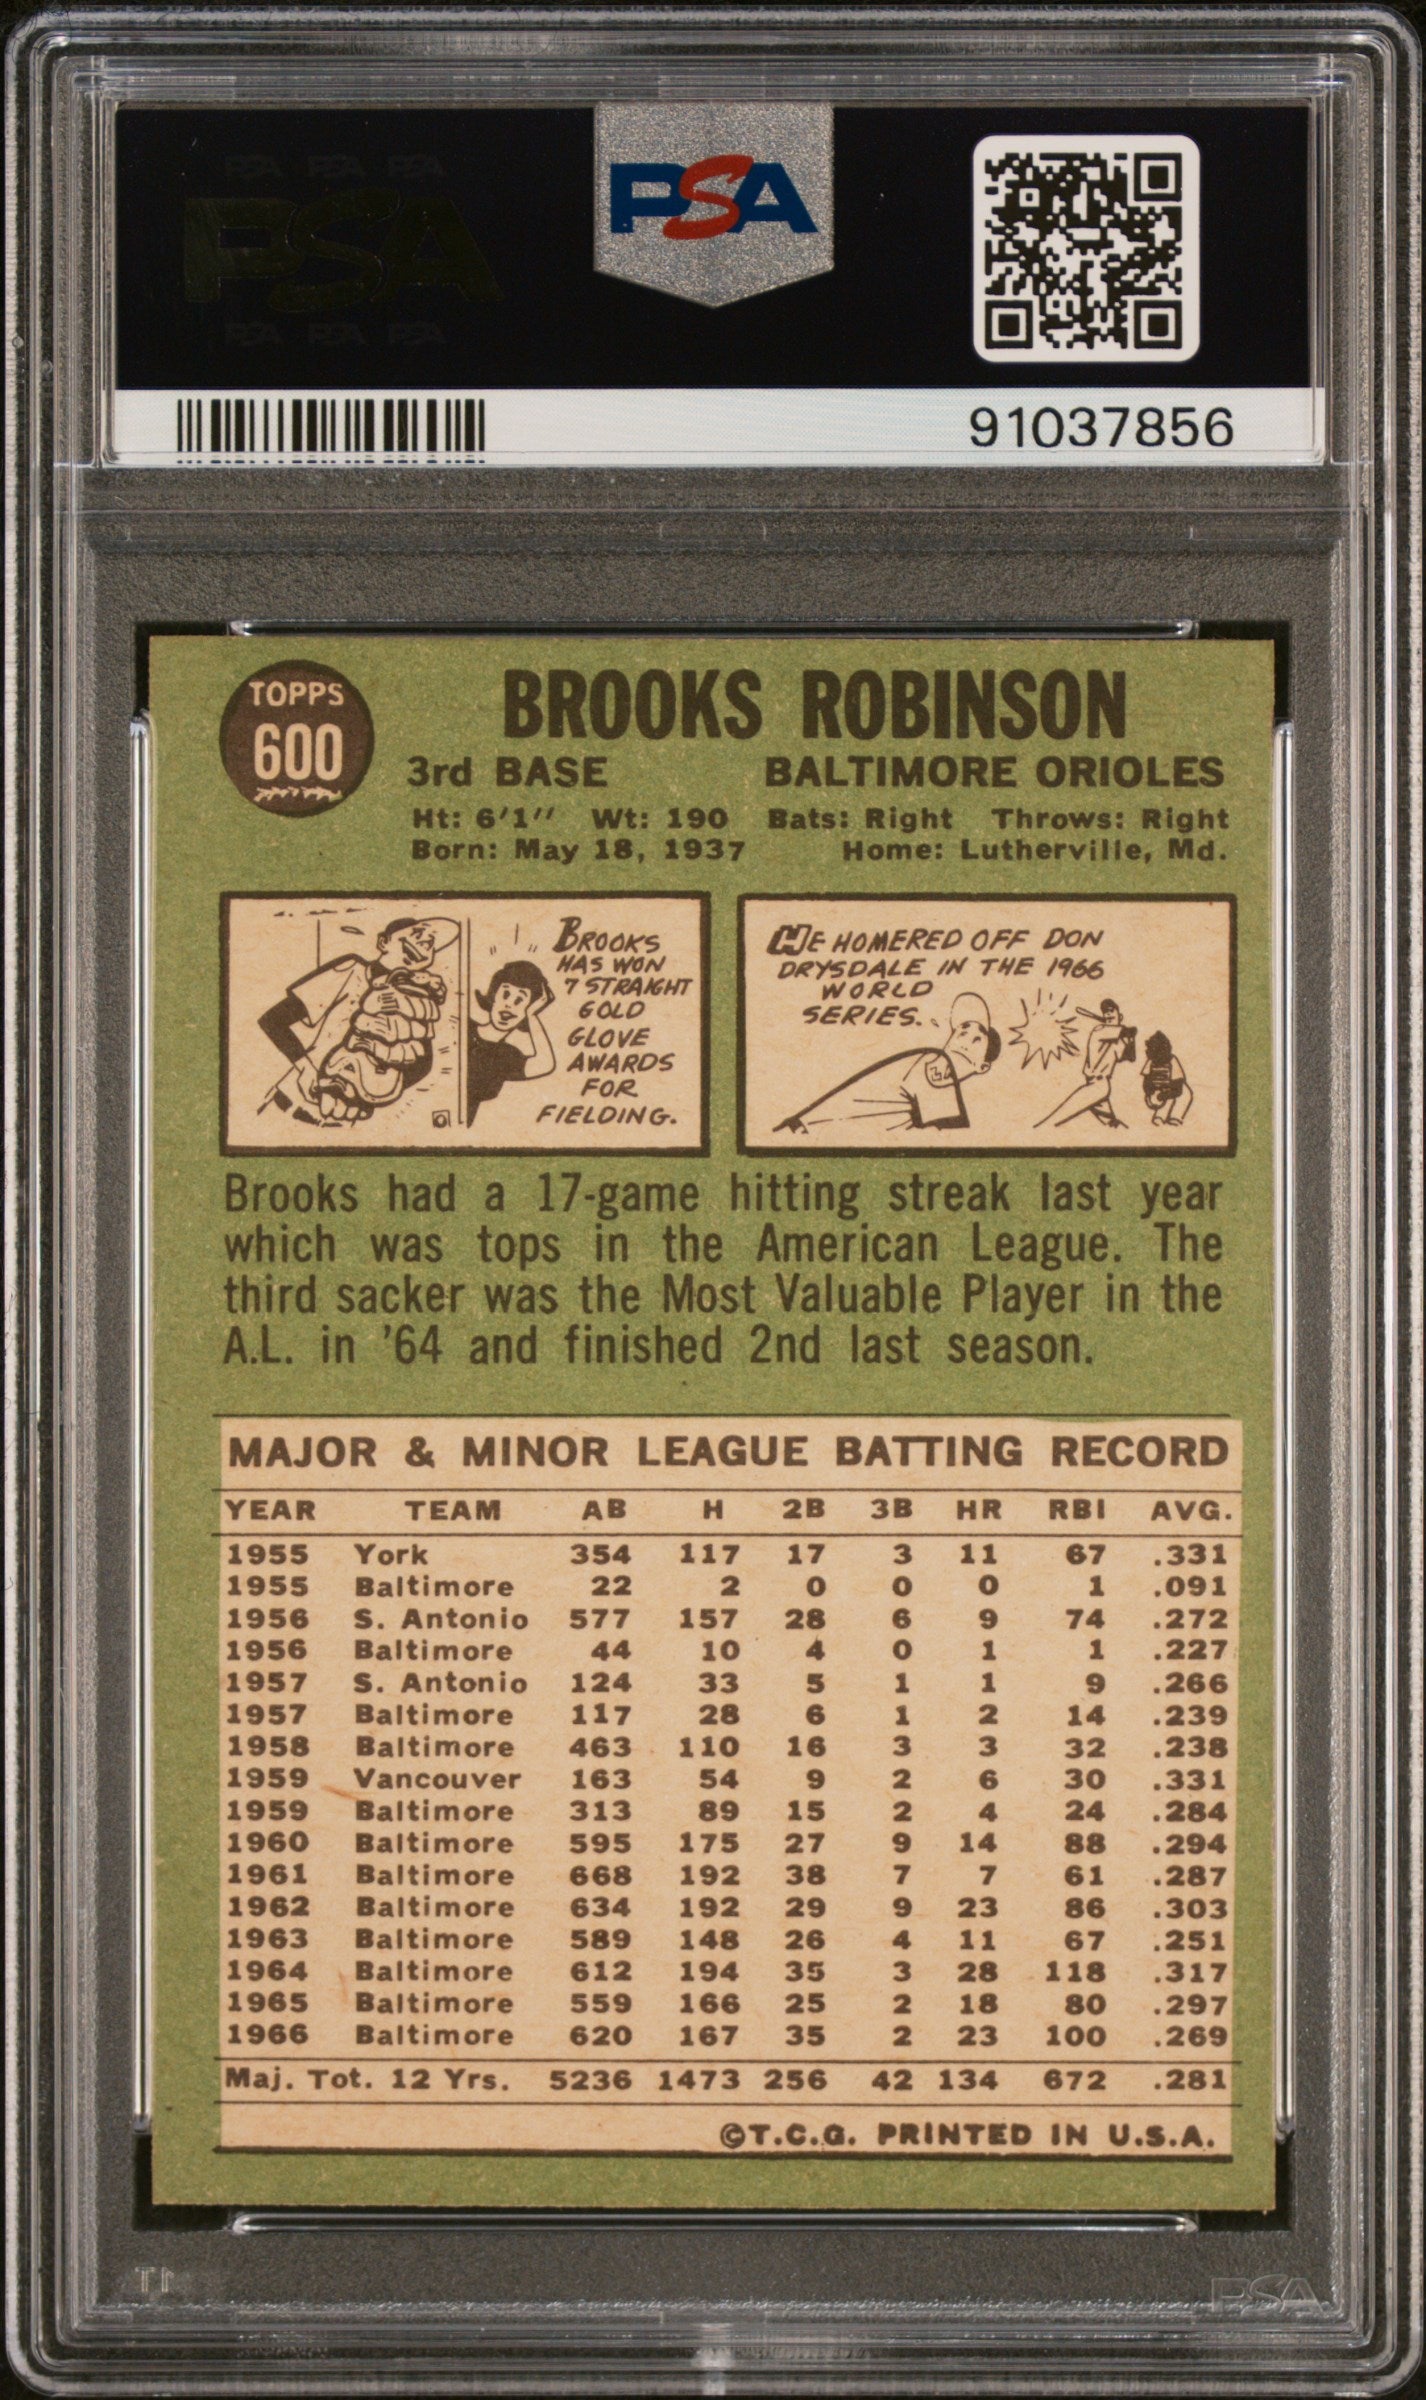 PSA PSA PSA
PSA
PSA PSA PSA
PSA
91037856
TOPPS
600
BROOKS ROBINSON
3rd BASE BALTIMORE ORIOLES
Ht: 6'1" Wt: 190 Bats: Right Throws: Right
Born: May 18, 1937 Home: Lutherville, Md.
BROOKS
HAS WON
7 STRAIGHT
GOLD
GLOVE
AWARDS
FOR
FIELDING.
HE HOMERED OFF DON
DRYSDALE IN THE 1966
WORLD
SERIES..
Brooks had a 17-game hitting streak last year
which was tops in the American League. The
third sacker was the Most Valuable Player in the
A.L. in '64 and finished 2nd last season.
MAJOR & MINOR LEAGUE BATTING RECORD
YEAR TEAM AB H 2B 3B HR RBI AVG.
1955 York 354 117 17 3 11 67 .331
1955 Baltimore 22 2 0 0 0 1 .091
1956 S. Antonio 577 157 28 6 9 74 .272
1956 Baltimore 44 10 4 0 1 1 .227
1957 S. Antonio 124 33 5 1 1 9 .266
1957 Baltimore 117 28 6 1 2 14 .239
1958 Baltimore 463 110 16 3 3 32 .238
1959 Vancouver 163 54 9 2 6 30 .331
1959 Baltimore 313 89 15 2 4 24 .284
1960 Baltimore 595 175 27 9 14 88 .294
1961 Baltimore 668 192 38 7 7 61 .287
1962 Baltimore 634 192 29 9 23 86 .303
1963 Baltimore 589 148 26 4 11 67 .251
1964 Baltimore 612 194 35 3 28 118 .317
1965 Baltimore 559 166 25 2 18 80 .297
1966 Baltimore 620 167 35 2 23 100 .269
Maj. Tot. 12 Yrs. 5236 1473 256 42 134 672 .281
©T.C.G. PRINTED IN U.S.A.
PSA